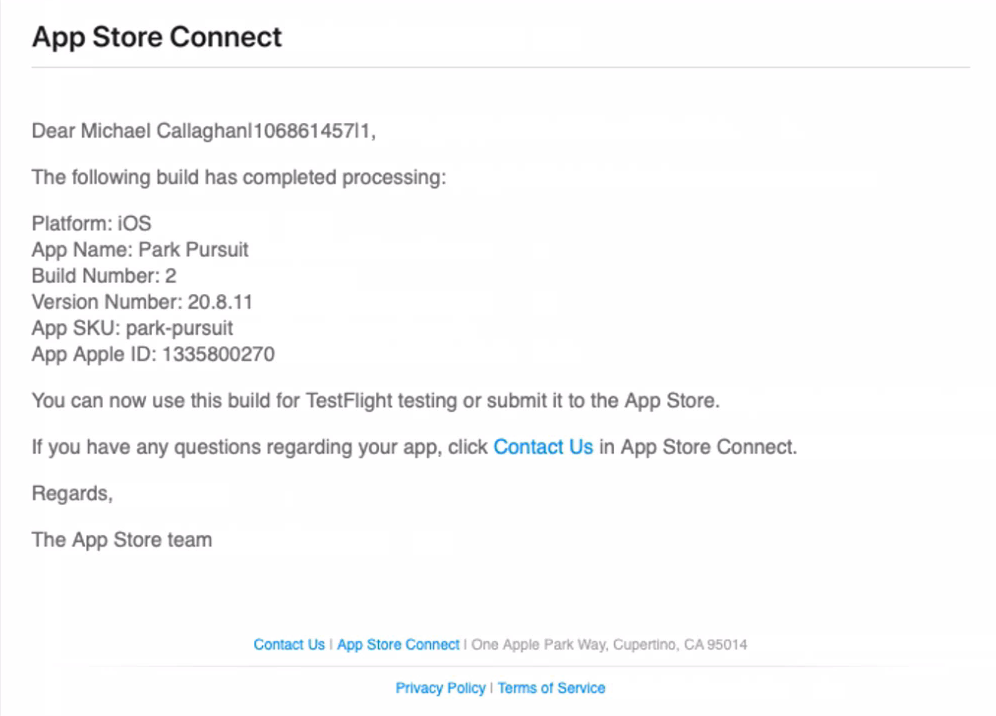 App Store Connect
Dear Michael Callaghan|106861457|1,
The following build has completed processing:
Platform: iOS
App Name: Park Pursuit
Build Number: 2
Version Number: 20.8.11
App SKU: park-pursuit
App Apple ID: 1335800270
You can now use this build for TestFlight testing or submit it to the App Store.
If you have any questions regarding your app, click Contact Us in App Store Connect.
Regards,
The App Store team
Contact Us | App Store Connect | One Apple Park Way, Cupertino, CA 95014
Privacy Policy | Terms of Service